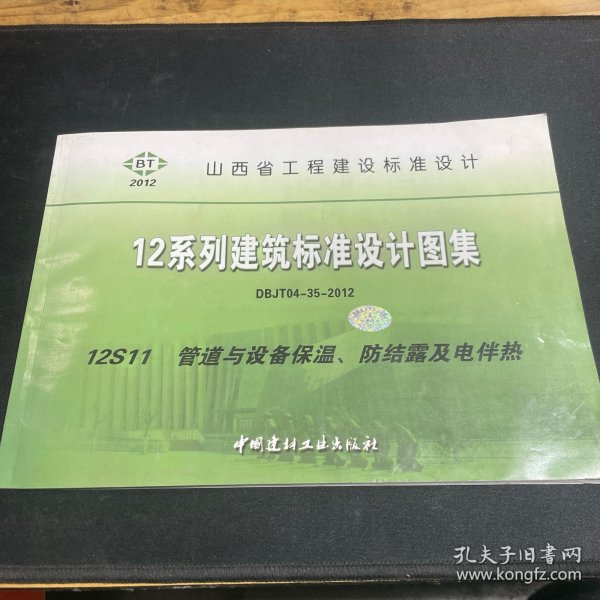 BT
2012
山西省工程建设标准设计
12系列建筑标准设计图集
DBJT04-35-2012
12S11 管道与设备保温、防结露及电伴热
中国建材工业出版社
孔夫子旧书网
www.kongfz.com